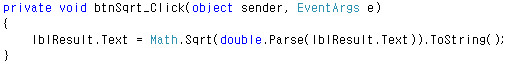 private void btnSqrt_Click(object sender, EventArgs e)
{
    lblResult.Text = Math.Sqrt(double.Parse(lblResult.Text)).ToString();
}